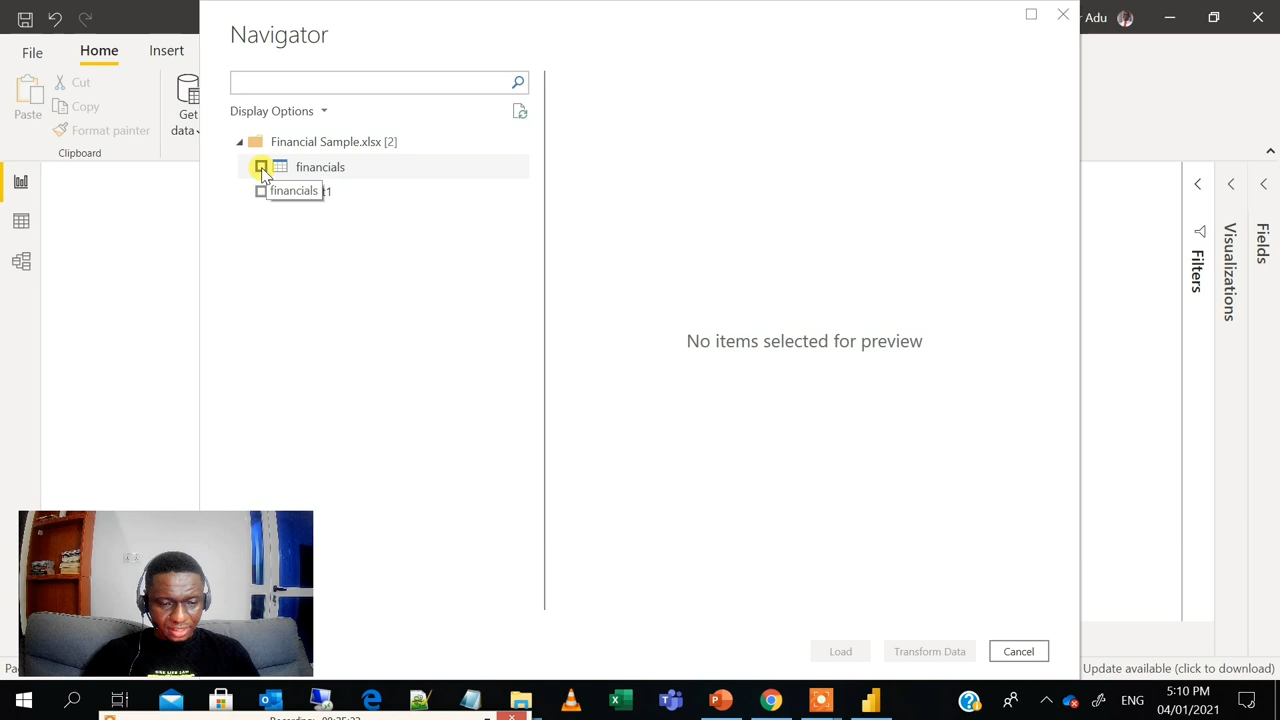 r Adu
Navigator
File
Home
Insert
Display Options
Paste
Cut
Copy
Format painter
Get
data
Clipboard
Financial Sample.xlsx [2]
financials
financials
t1
Filters
Visualizations
Fields
No items selected for preview
Load
Transform Data
Cancel
Pa
Update available (click to download)
ENG
5:10 PM
04/01/2021